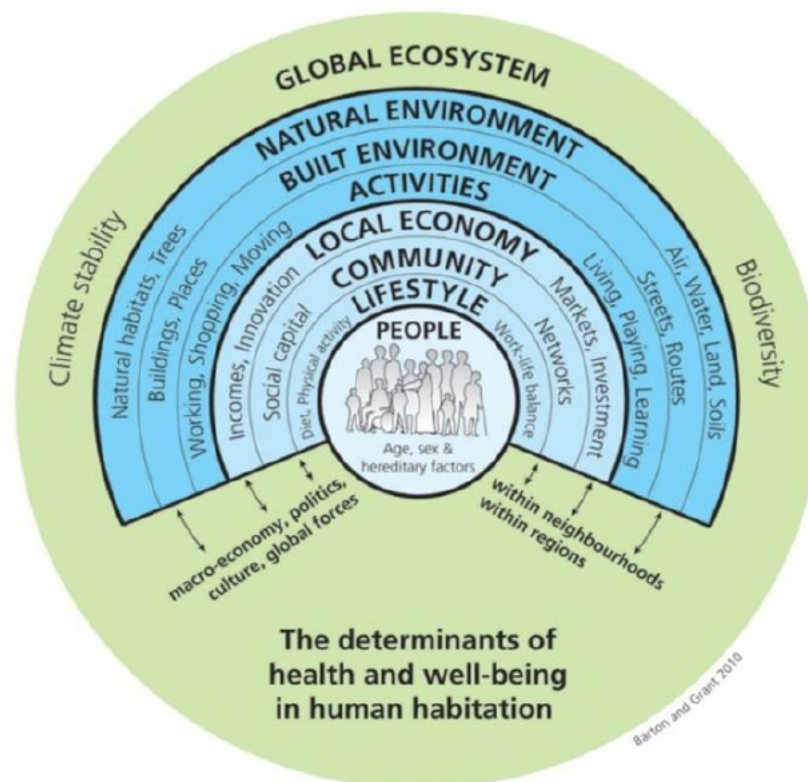 GLOBAL ECOSYSTEM
NATURAL ENVIRONMENT
BUILT ENVIRONMENT
ACTIVITIES
LOCAL ECONOMY
COMMUNITY
LIFESTYLE
PEOPLE
Age, sex &
hereditary factors
Climate stability
Natural habitats, Trees
Buildings, Places
Working, Shopping, Moving
Incomes, Innovation
Social capital
Diet, Physical activity
Work-life balance
Networks
Markets, Investment
Living, Playing, Learning
Streets, Routes
Air, Water, Land, Soils
Biodiversity
macro-economy, politics,
culture, global forces
within neighbourhoods
within regions
The determinants of
health and well-being
in human habitation
Barton and Grant 2010